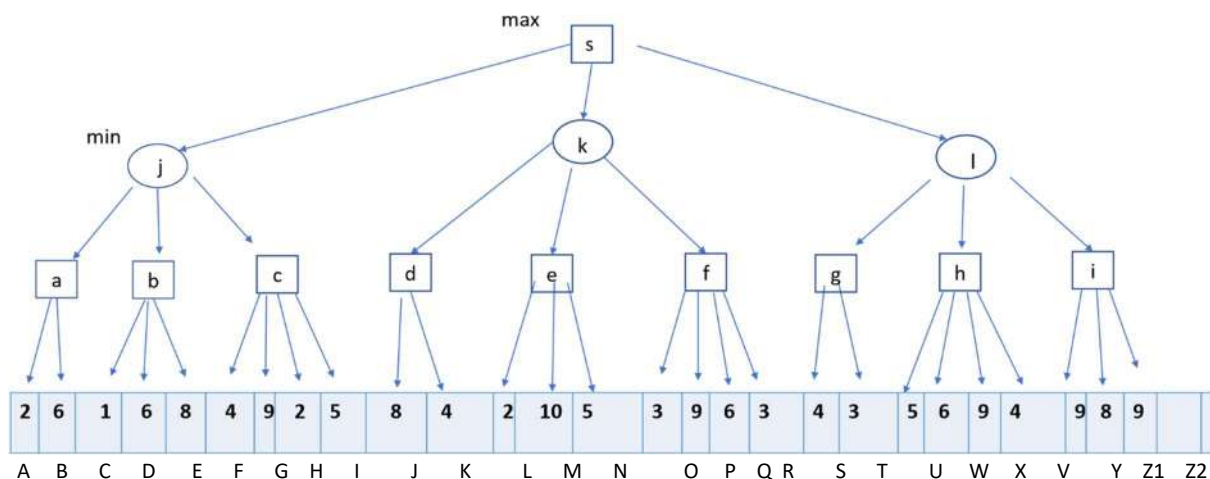 max
s
min
j
k
l
a b c d e f g h i
2 6 1 6 8 4 9 2 5 8 4 2 10 5 3 9 6 3 4 3 5 6 9 4 9 8 9
A B C D E F G H I J K L M N O P Q R S T U W X V Y Z1 Z2